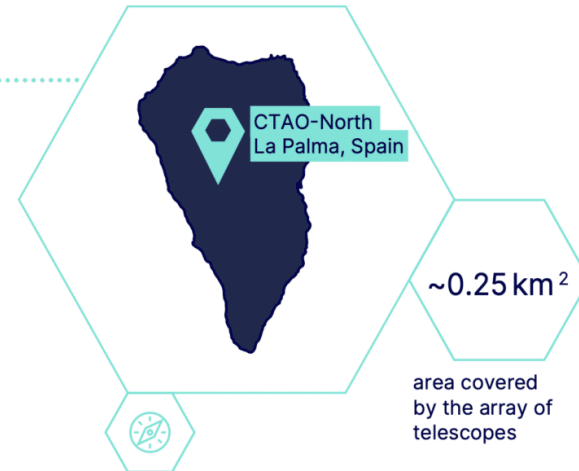 CTAO-North
La Palma, Spain
~0.25 km²
area covered
by the array of
telescopes